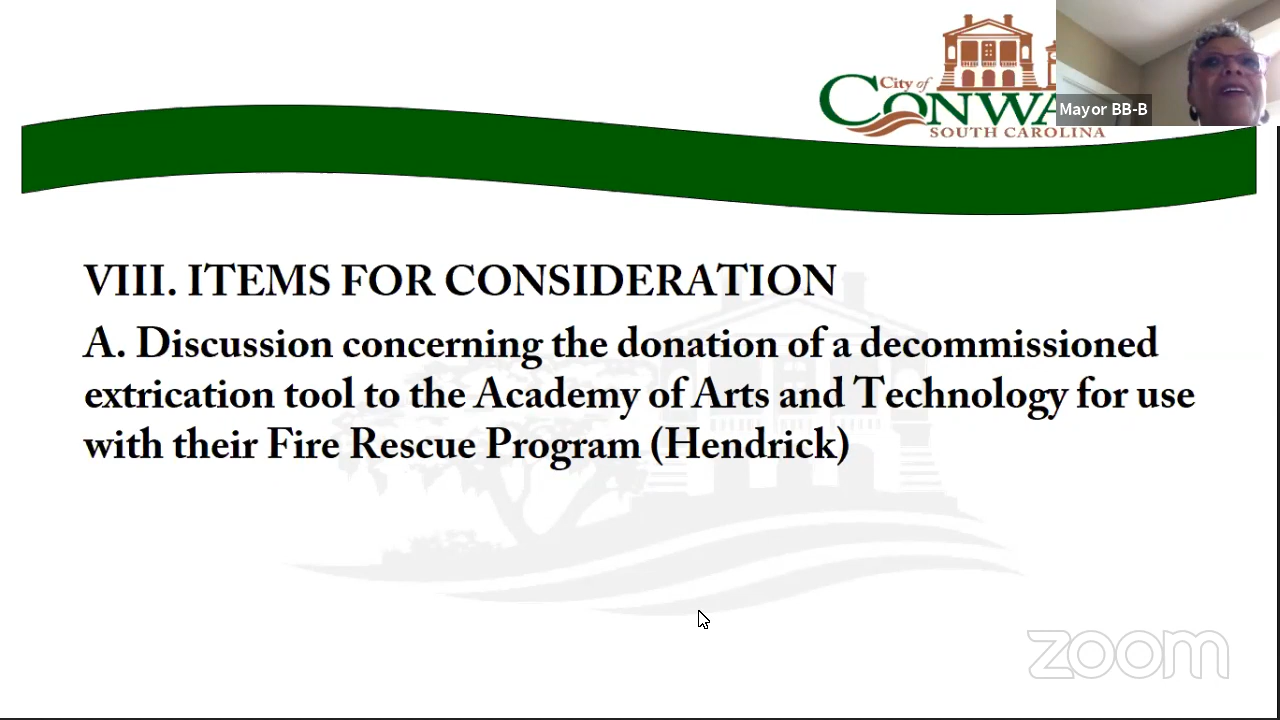 City of
CONWA
SOUTH CAROLINA
Mayor BB-B
VIII. ITEMS FOR CONSIDERATION
A. Discussion concerning the donation of a decommissioned
extrication tool to the Academy of Arts and Technology for use
with their Fire Rescue Program (Hendrick)
zoom